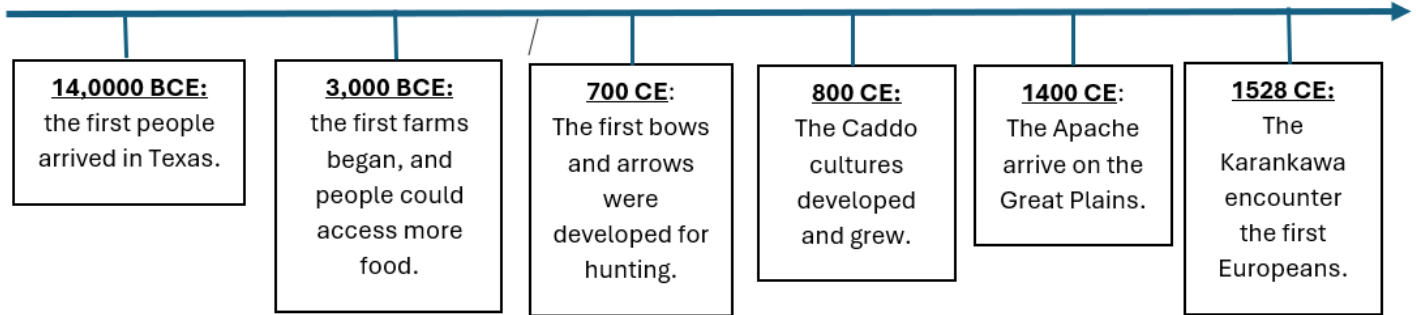 14,0000 BCE:
the first people
arrived in Texas.
3,000 BCE:
the first farms
began, and
people could
access more
food.
700 CE:
The first bows
and arrows
were
developed for
hunting.
800 CE:
The Caddo
cultures
developed
and grew.
1400 CE:
The Apache
arrive on the
Great Plains.
1528 CE:
The
Karankawa
encounter
the first
Europeans.